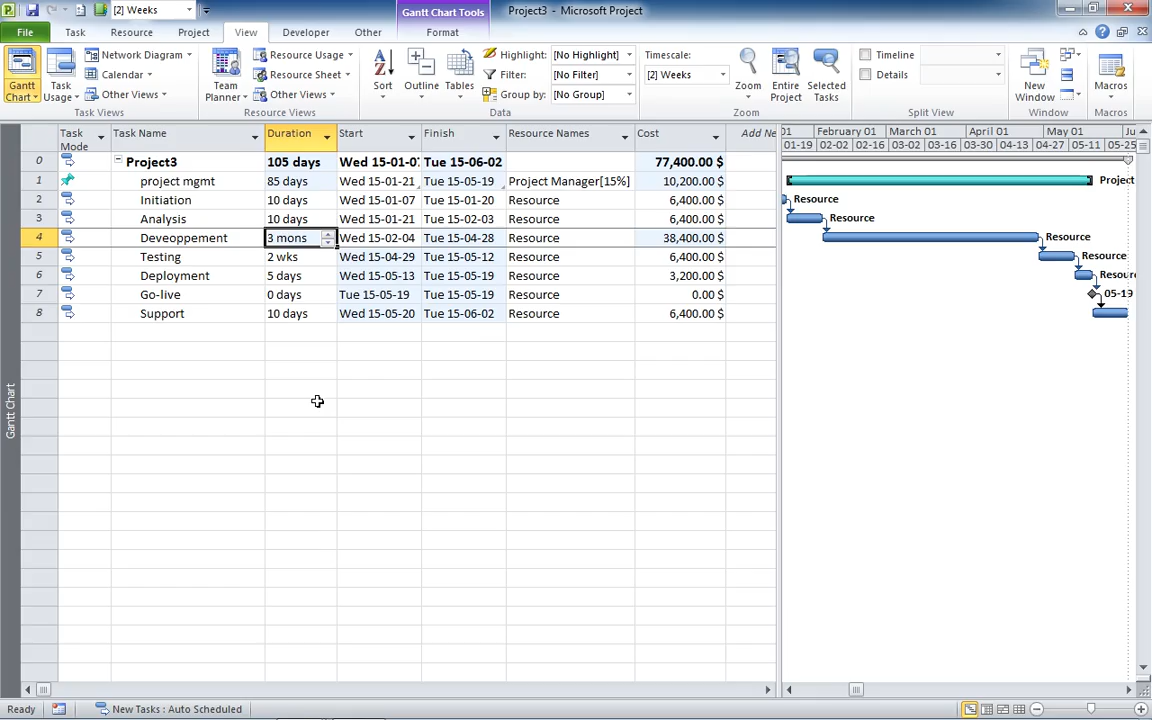 [2] Weeks
Gantt Chart Tools
Project3 - Microsoft Project
File Task Resource Project View Developer Other Format
Gantt Chart
Task Usage
Network Diagram
Calendar
Other Views
Task Views
Team Planner
Resource Usage
Resource Sheet
Other Views
Resource Views
Sort
Outline
Tables
Highlight: [No Highlight]
Filter: [No Filter]
Group by: [No Group]
Data
Timescale:
[2] Weeks
Zoom
Entire Project
Selected Tasks
Zoom
Timeline
Details
Split View
New Window
Window
Macros
Macros
Task Mode Task Name Duration Start Finish Resource Names Cost Add Ne
0 Project3 105 days Wed 15-01-07 Tue 15-06-02 77,400.00 $
1 project mgmt 85 days Wed 15-01-21 Tue 15-05-19 Project Manager[15%] 10,200.00 $
2 Initiation 10 days Wed 15-01-07 Tue 15-01-20 Resource 6,400.00 $
3 Analysis 10 days Wed 15-01-21 Tue 15-02-03 Resource 6,400.00 $
4 Deveoppement 3 mons Wed 15-02-04 Tue 15-04-28 Resource 38,400.00 $
5 Testing 2 wks Wed 15-04-29 Tue 15-05-12 Resource 6,400.00 $
6 Deployment 5 days Wed 15-05-13 Tue 15-05-19 Resource 3,200.00 $
7 Go-live 0 days Tue 15-05-19 Tue 15-05-19 Resource 0.00 $
8 Support 10 days Wed 15-05-20 Tue 15-06-02 Resource 6,400.00 $
01 February 01 March 01 April 01 May 01 Ju
01-19 02-02 02-16 03-02 03-16 03-30 04-13 04-27 05-11 05-25
Project
Resource
Resource
Resource
Resource
Resour
05-19
Gantt Chart
Ready New Tasks : Auto Scheduled